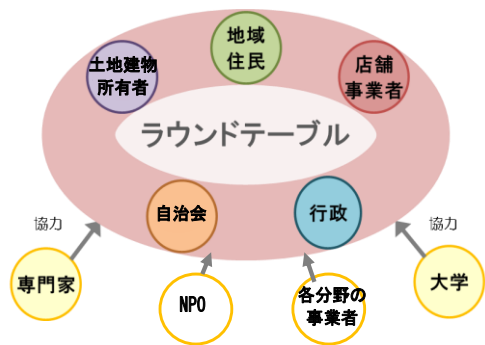 地域
住民
土地建物
所有者
店舗
事業者
ラウンドテーブル
自治会
行政
協力
協力
専門家
NPO
各分野の
事業者
大学